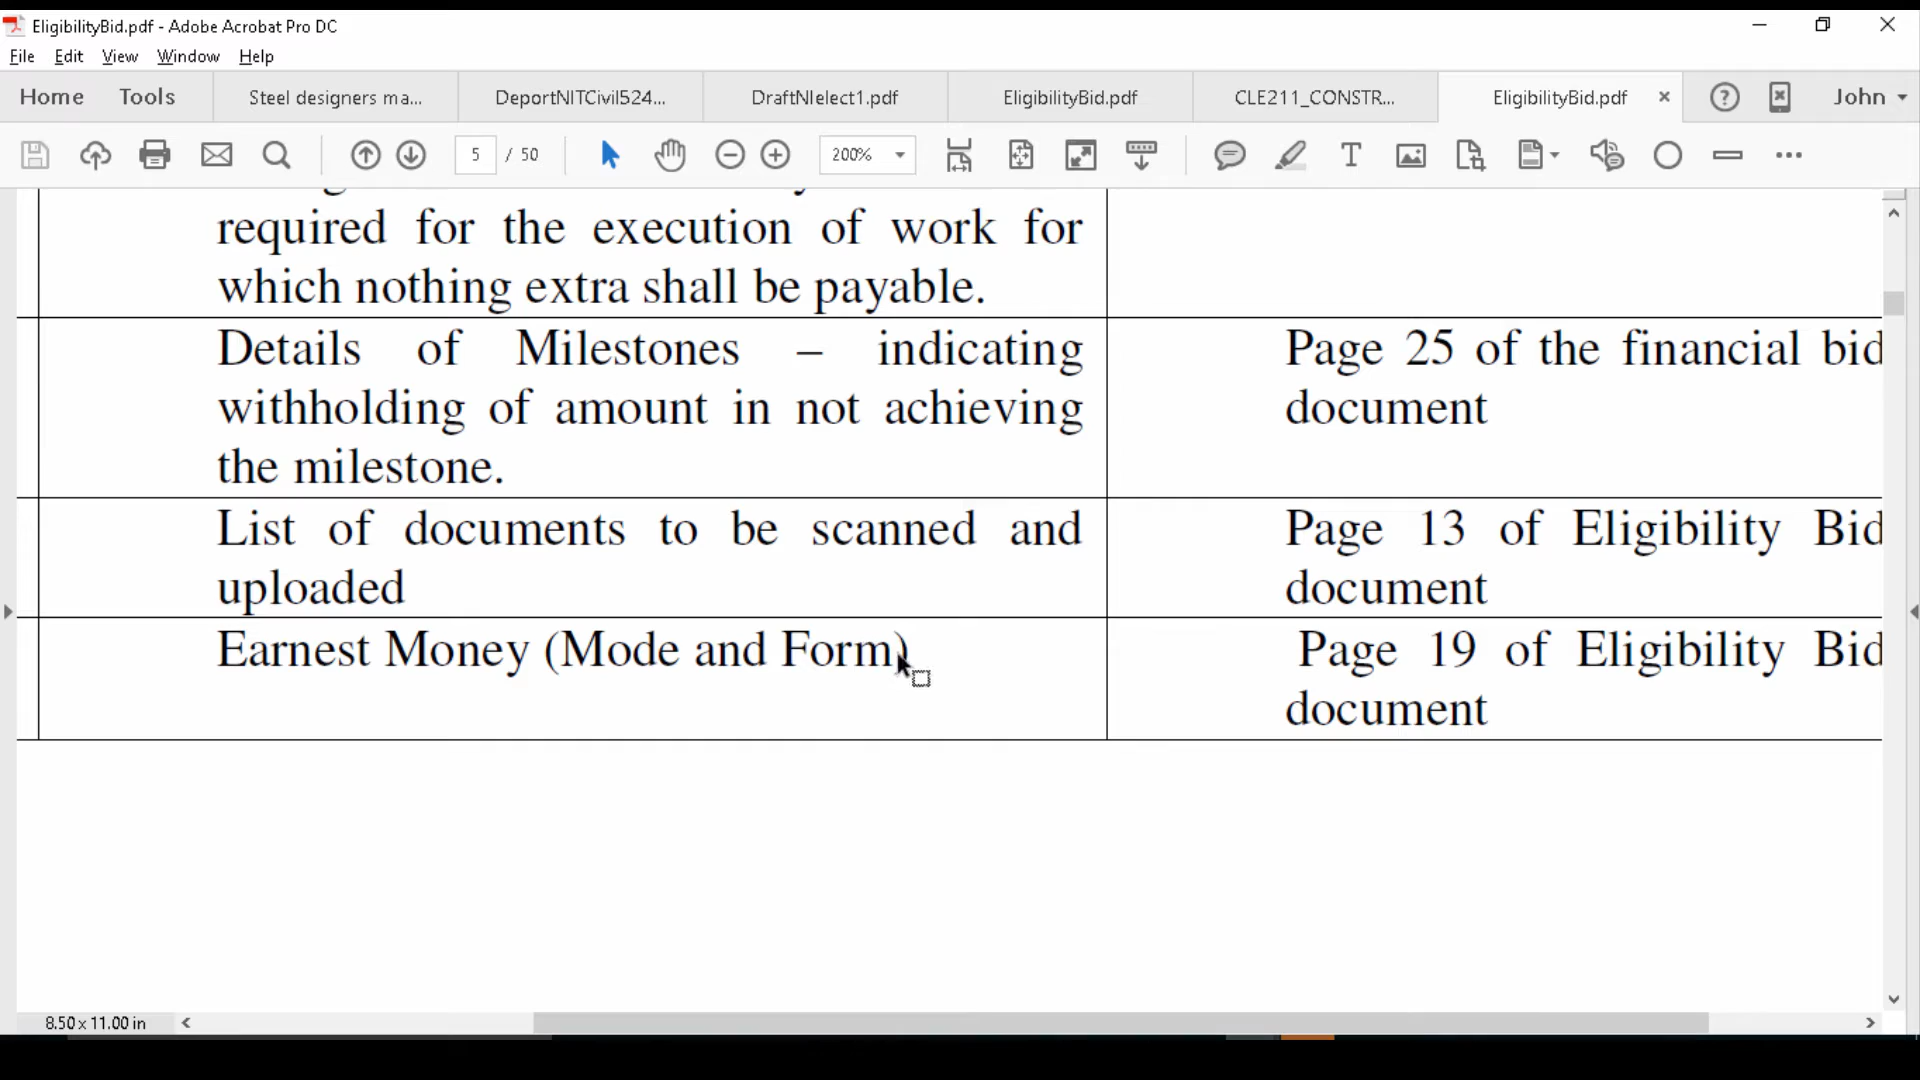 EligibilityBid.pdf - Adobe Acrobat Pro DC
File Edit View Window Help
Home Tools Steel designers ma... DeportNITCivil524... DraftNIelect1.pdf EligibilityBid.pdf CLE211_CONSTR... EligibilityBid.pdf John
5 / 50 200%
required for the execution of work for
which nothing extra shall be payable.
Details of Milestones – indicating
withholding of amount in not achieving
the milestone.
Page 25 of the financial bid
document
List of documents to be scanned and
uploaded
Page 13 of Eligibility Bid
document
Earnest Money (Mode and Form)
Page 19 of Eligibility Bid
document
8.50 x 11.00 in